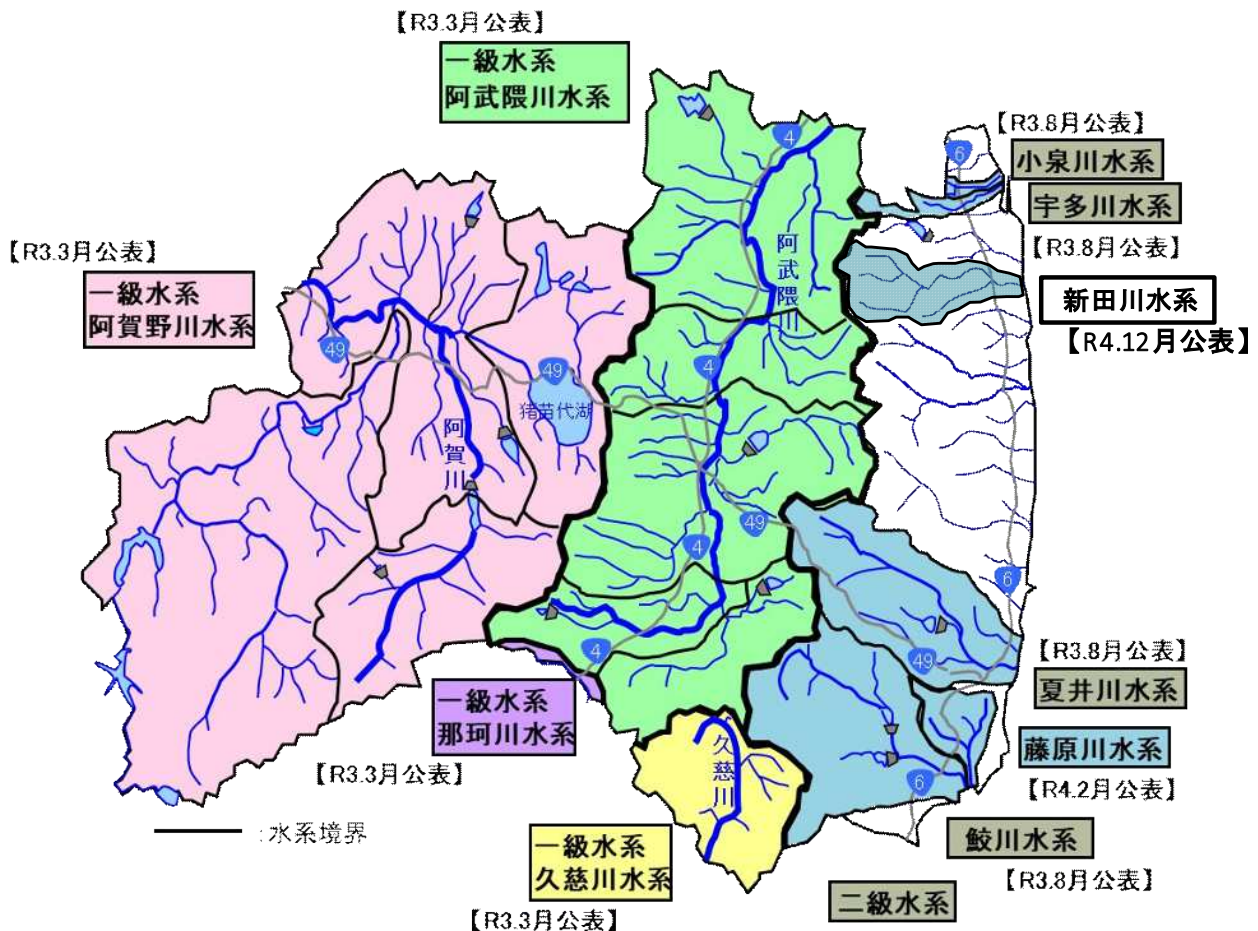 【R3.3月公表】
一級水系
阿武隈川水系
【R3.8月公表】
小泉川水系
宇多川水系
【R3.8月公表】
新田川水系
【R4.12月公表】
【R3.3月公表】
一級水系
阿賀野川水系
4
6
阿武隈川
49
49
4
猪苗代湖
阿賀川
49
4
6
4
49
【R3.8月公表】
夏井川水系
一級水系
那珂川水系
【R3.3月公表】
久慈川
藤原川水系
【R4.2月公表】
6
:水系境界
一級水系
久慈川水系
【R3.3月公表】
鮫川水系
【R3.8月公表】
二級水系